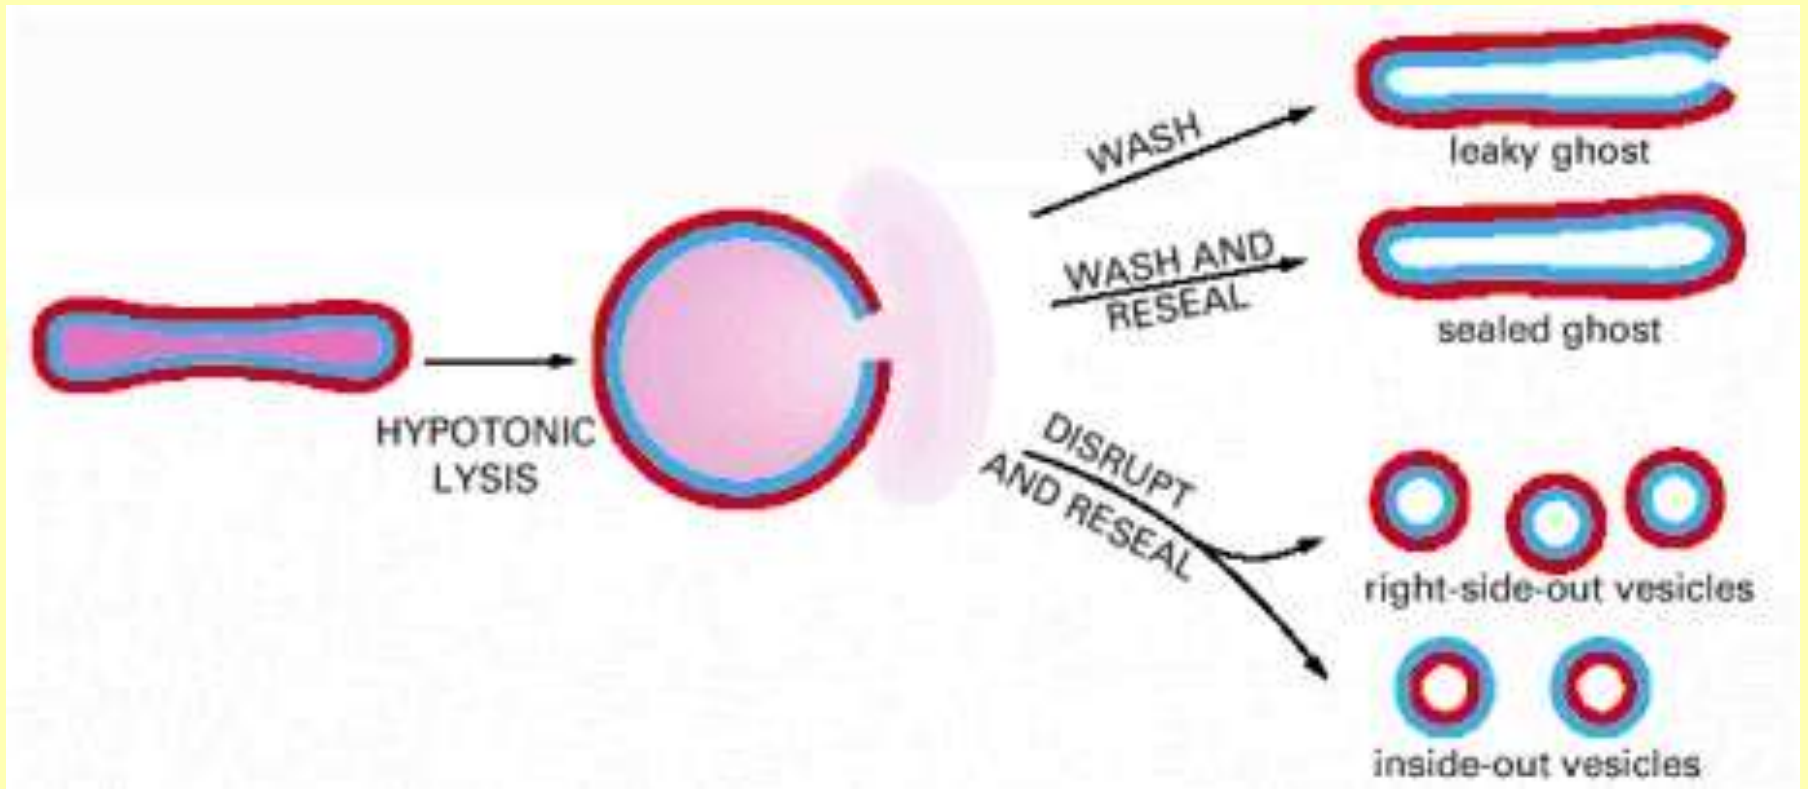 HYPOTONIC
LYSIS
WASH
leaky ghost
WASH AND
RESEAL
sealed ghost
DISRUPT
AND RESEAL
right-side-out vesicles
inside-out vesicles